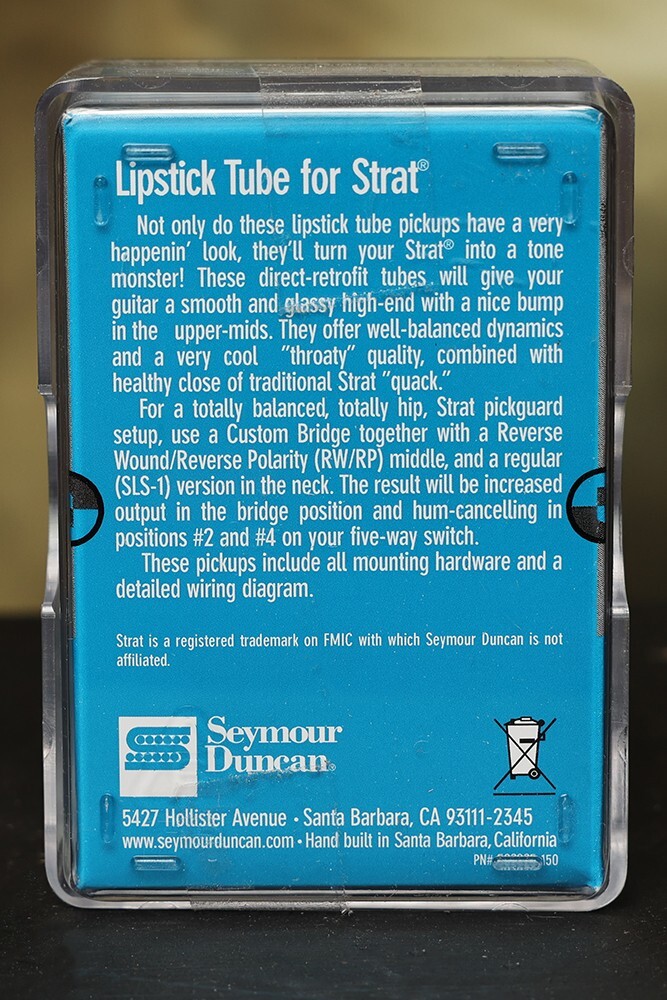 Lipstick Tube for Strat®
Not only do these lipstick tube pickups have a very
happenin' look, they'll turn your Strat® into a tone
monster! These direct-retrofit tubes will give your
guitar a smooth and glassy high-end with a nice bump
in the upper-mids. They offer well-balanced dynamics
and a very cool "throaty" quality, combined with
healthy close of traditional Strat "quack."
For a totally balanced, totally hip, Strat pickguard
setup, use a Custom Bridge together with a Reverse
Wound/Reverse Polarity (RW/RP) middle, and a regular
(SLS-1) version in the neck. The result will be increased
output in the bridge position and hum-cancelling in
positions #2 and #4 on your five-way switch.
These pickups include all mounting hardware and a
detailed wiring diagram.
Strat is a registered trademark on FMIC with which Seymour Duncan is not
affiliated.
Seymour
Duncan®
5427 Hollister Avenue • Santa Barbara, CA 93111-2345
www.seymourduncan.com • Hand built in Santa Barbara, California
PN# 150